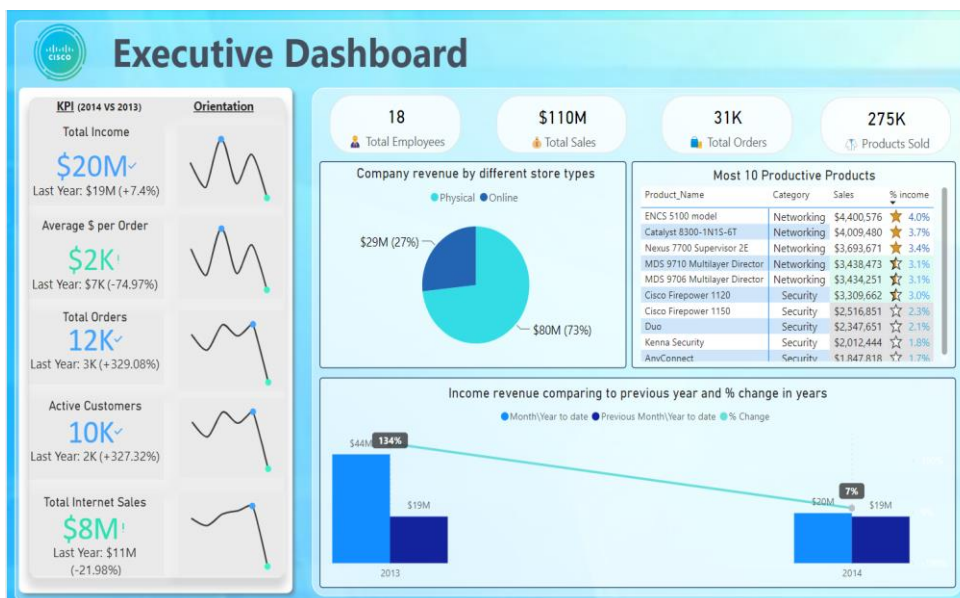 CISCO
Executive Dashboard
KPI (2014 VS 2013) Orientation
Total Income
$20M
Last Year: $19M (+7.4%)
Average $ per Order
$2K!
Last Year: $7K (-74.97%)
Total Orders
12K
Last Year: 3K (+329.08%)
Active Customers
10K
Last Year: 2K (+327.32%)
Total Internet Sales
$8M!
Last Year: $11M
(-21.98%)
18
Total Employees
$110M
Total Sales
31K
Total Orders
275K
Products Sold
Company revenue by different store types
Physical Online
$29M (27%)
$80M (73%)
Most 10 Productive Products
Product_Name Category Sales % income
ENCS 5100 model Networking $4,400,576 4.0%
Catalyst 8300-1N1S-6T Networking $4,009,480 3.7%
Nexus 7700 Supervisor 2E Networking $3,693,671 3.4%
MDS 9710 Multilayer Director Networking $3,438,473 3.1%
MDS 9706 Multilayer Director Networking $3,434,251 3.1%
Cisco Firepower 1120 Security $3,309,662 3.0%
Cisco Firepower 1150 Security $2,516,851 2.3%
Duo Security $2,347,651 2.1%
Kenna Security Security $2,012,444 1.8%
AnyConnect Security $1,847,818 1.7%
Income revenue comparing to previous year and % change in years
Month\Year to date Previous Month\Year to date % Change
$44M 134%
$19M
7%
$20M $19M
2013 2014